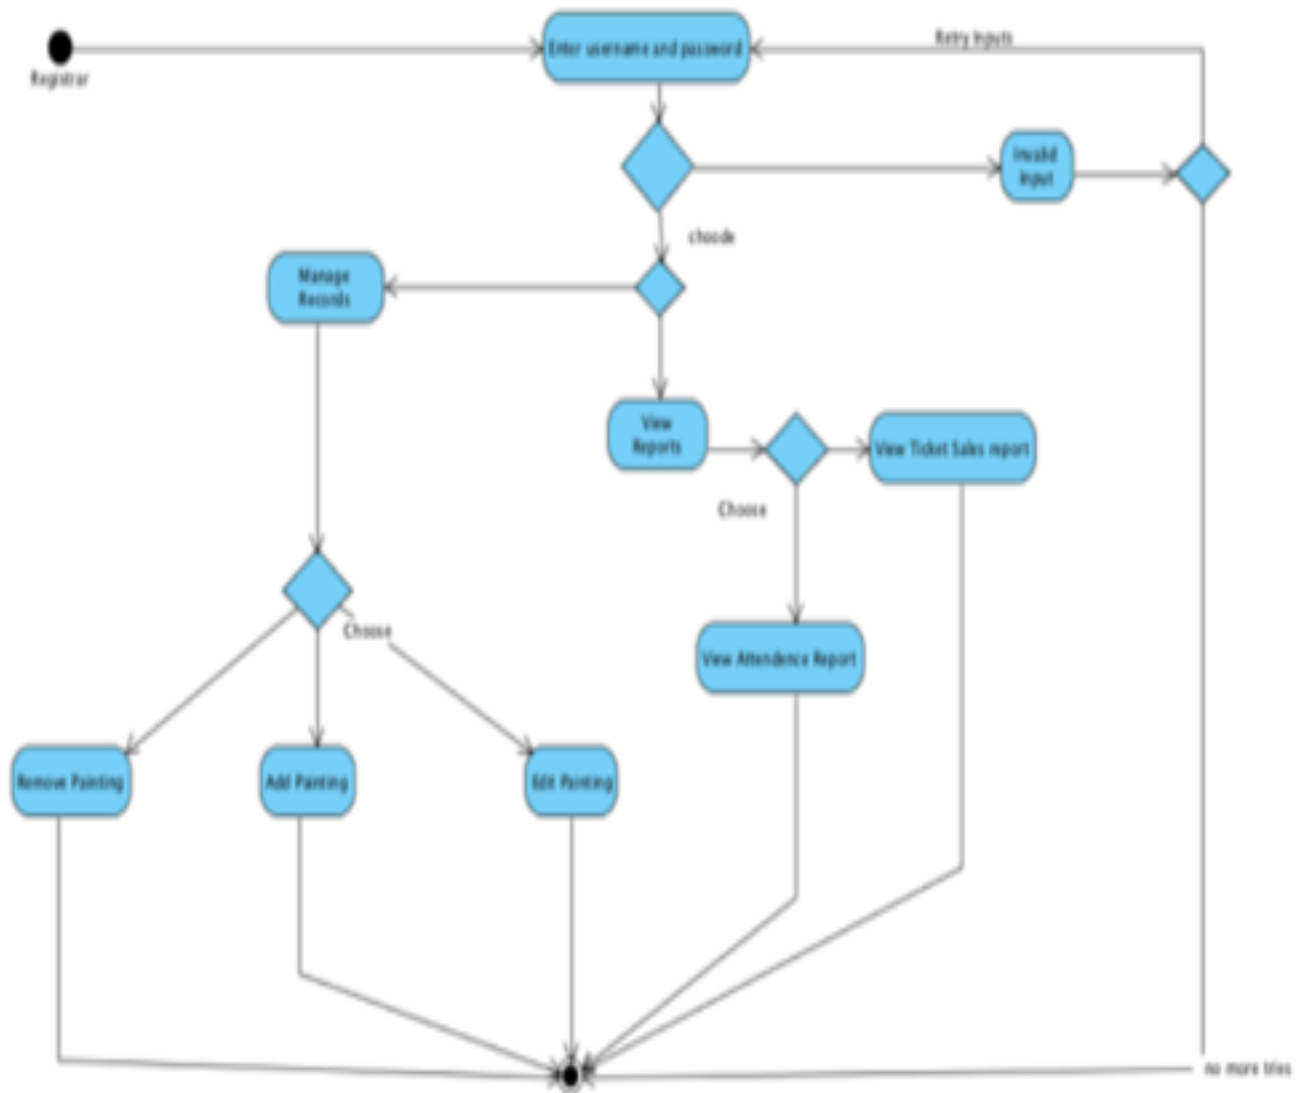 Enter username and password
Retry Inputs
Registrar
Invalid
Input
choode
Manage
Records
View
Reports
View Ticket Sales report
Choose
Choose
View Attendence Report
Remove Painting
Add Painting
Edit Painting
no more tries